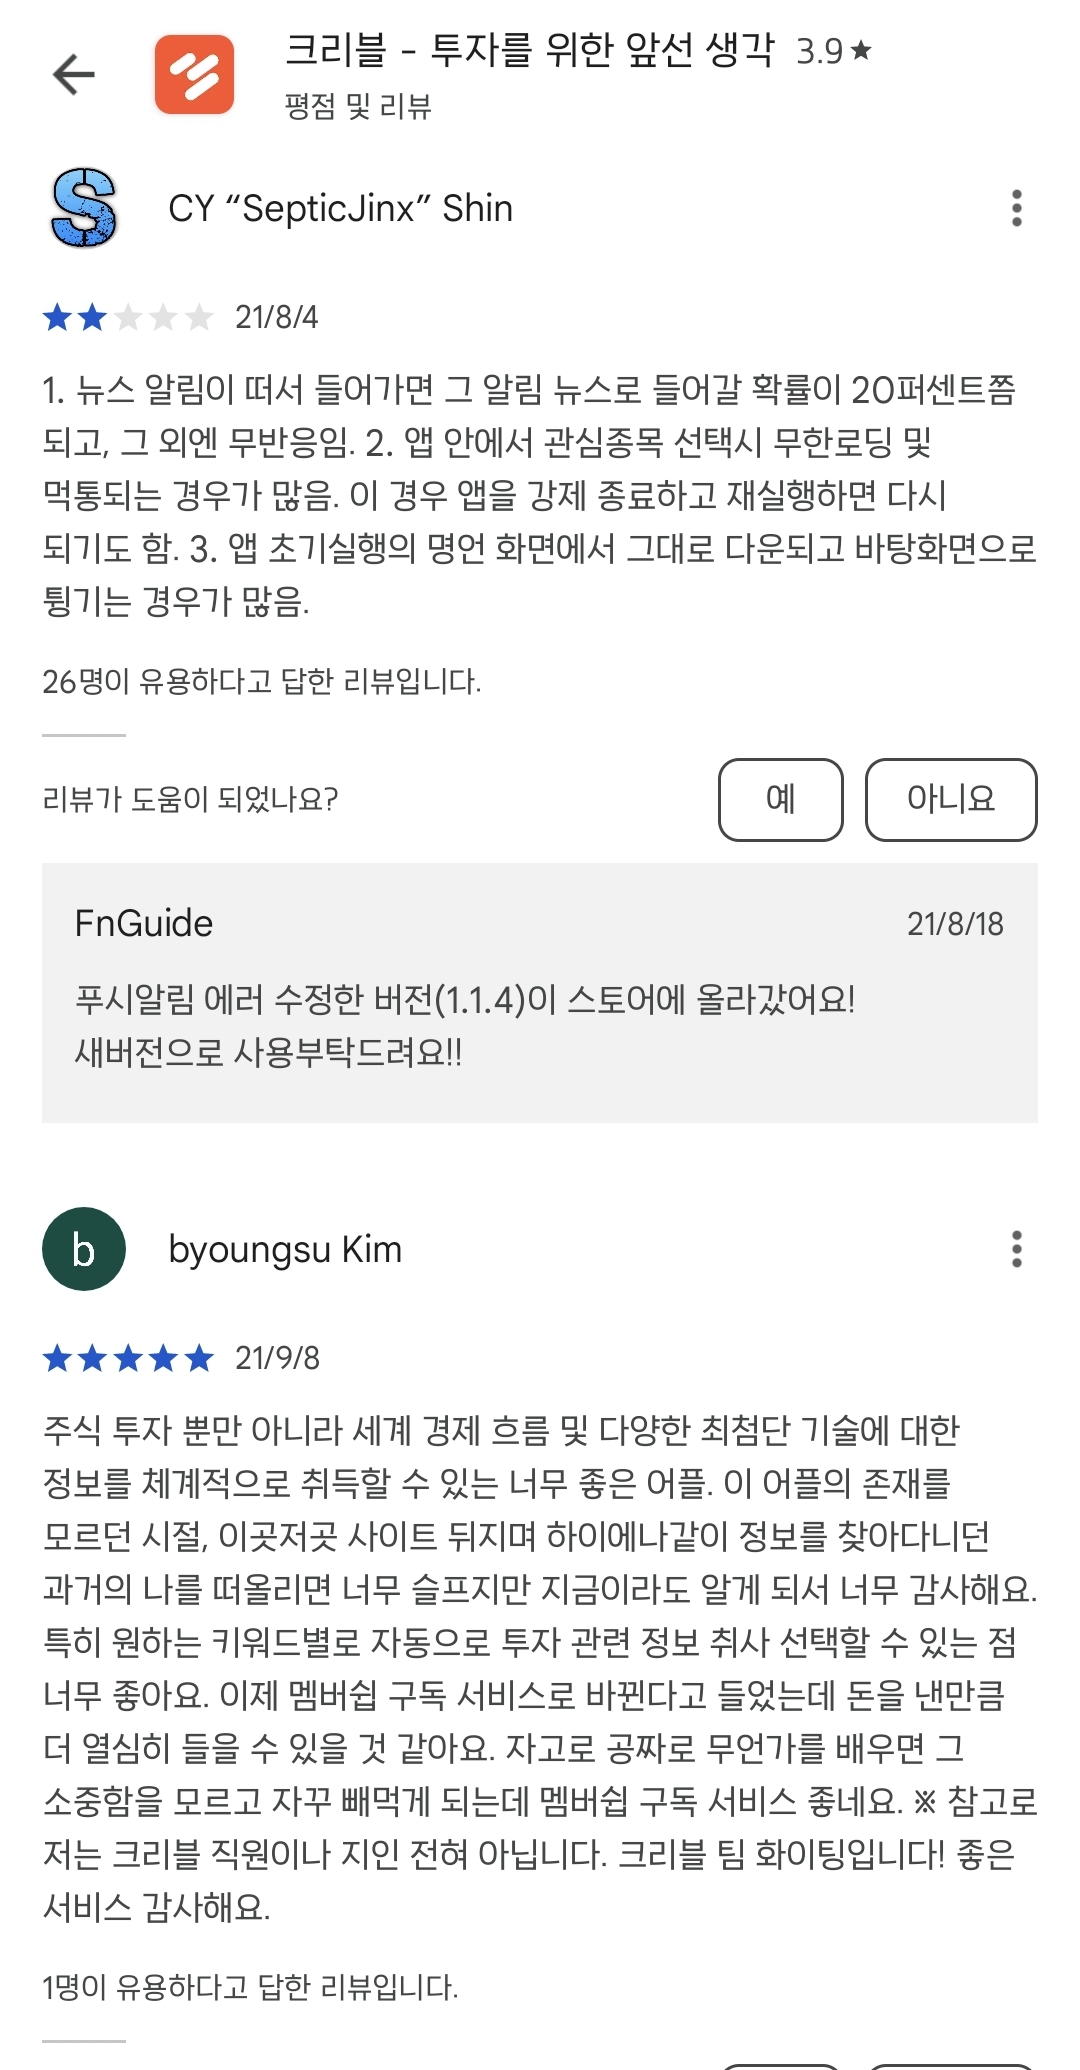 크리블 - 투자를 위한 앞선 생각 3.9★
평점 및 리뷰
CY “SepticJinx” Shin
21/8/4
1. 뉴스 알림이 떠서 들어가면 그 알림 뉴스로 들어갈 확률이 20퍼센트쯤
되고, 그 외엔 무반응임. 2. 앱 안에서 관심종목 선택시 무한로딩 및
먹통되는 경우가 많음. 이 경우 앱을 강제 종료하고 재실행하면 다시
되기도 함. 3. 앱 초기실행의 명언 화면에서 그대로 다운되고 바탕화면으로
튕기는 경우가 많음.
26명이 유용하다고 답한 리뷰입니다.
리뷰가 도움이 되었나요?
예
아니요
FnGuide
21/8/18
푸시알림 에러 수정한 버전(1.1.4)이 스토어에 올라갔어요!
새버전으로 사용부탁드려요!!
b
byoungsu Kim
21/9/8
주식 투자 뿐만 아니라 세계 경제 흐름 및 다양한 최첨단 기술에 대한
정보를 체계적으로 취득할 수 있는 너무 좋은 어플. 이 어플의 존재를
모르던 시절, 이곳저곳 사이트 뒤지며 하이에나같이 정보를 찾아다니던
과거의 나를 떠올리면 너무 슬프지만 지금이라도 알게 되서 너무 감사해요.
특히 원하는 키워드별로 자동으로 투자 관련 정보 취사 선택할 수 있는 점
너무 좋아요. 이제 멤버쉽 구독 서비스로 바뀐다고 들었는데 돈을 낸만큼
더 열심히 들을 수 있을 것 같아요. 자고로 공짜로 무언가를 배우면 그
소중함을 모르고 자꾸 빼먹게 되는데 멤버쉽 구독 서비스 좋네요. ※ 참고로
저는 크리블 직원이나 지인 전혀 아닙니다. 크리블 팀 화이팅입니다! 좋은
서비스 감사해요.
1명이 유용하다고 답한 리뷰입니다.